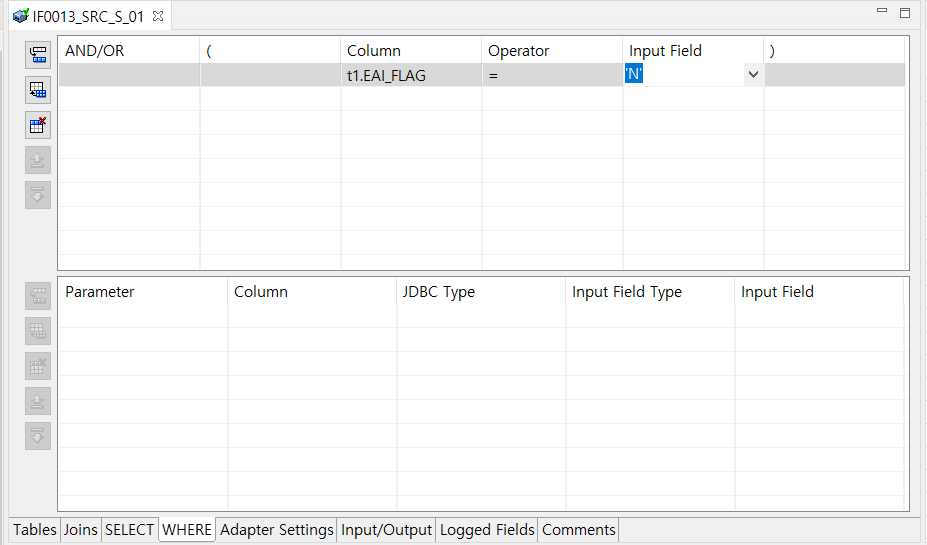 IF0013_SRC_S_01
AND/OR ( Column Operator Input Field )
t1.EAI_FLAG = 'N'
Parameter Column JDBC Type Input Field Type Input Field
Tables Joins SELECT WHERE Adapter Settings Input/Output Logged Fields Comments